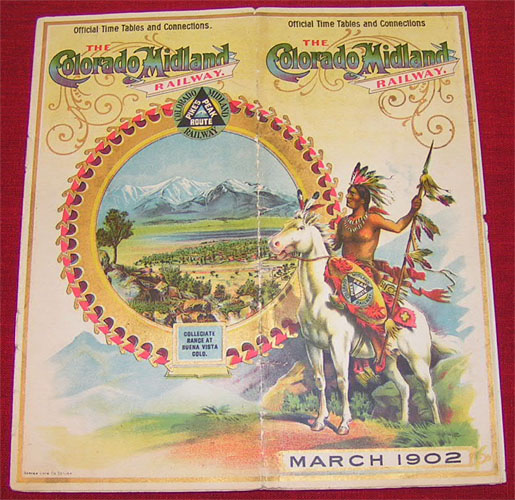 Official Time Tables and Connections.
THE
Colorado Midland
RAILWAY.
COLORADO MIDLAND
PIKES PEAK
ROUTE
RAILWAY
COLLEGIATE
RANGE AT
BUENA VISTA
COLO.
Official Time Tables and Connections
THE
Colorado Midland
RAILWAY.
MARCH 1902